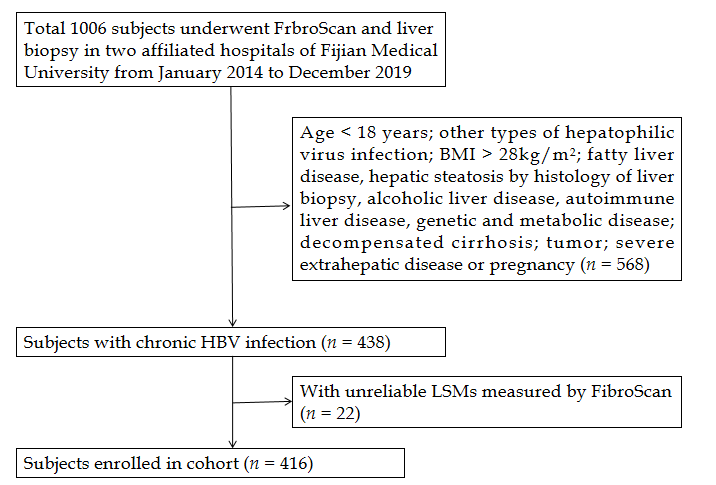 Total 1006 subjects underwent FrbroScan and liver
biopsy in two affiliated hospitals of Fijian Medical
University from January 2014 to December 2019
Age < 18 years; other types of hepatophilic
virus infection; BMI > 28kg/m²; fatty liver
disease, hepatic steatosis by histology of liver
biopsy, alcoholic liver disease, autoimmune
liver disease, genetic and metabolic disease;
decompensated cirrhosis; tumor; severe
extrahepatic disease or pregnancy (n = 568)
Subjects with chronic HBV infection (n = 438)
With unreliable LSMs measured by FibroScan
(n = 22)
Subjects enrolled in cohort (n = 416)